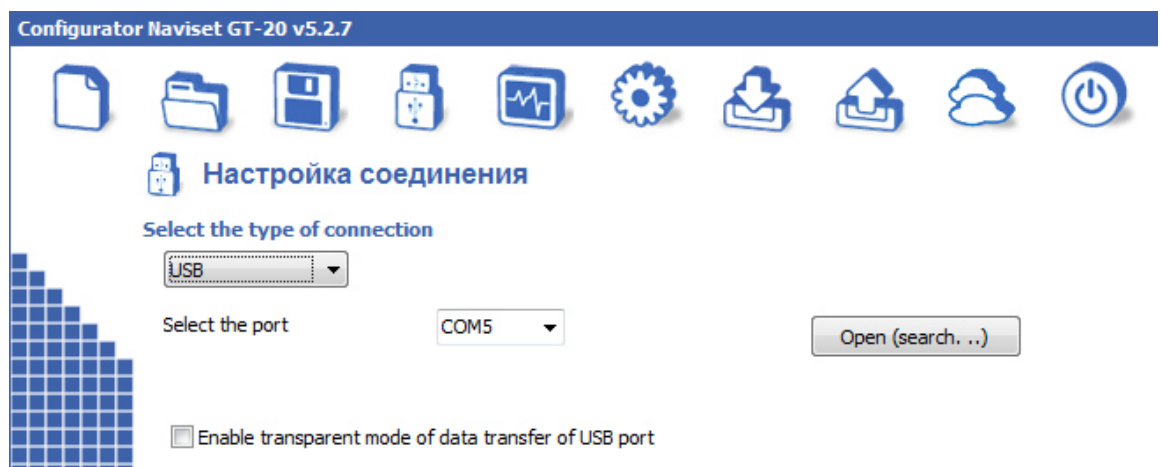 Configurator Naviset GT-20 v5.2.7
Настройка соединения
Select the type of connection
USB
Select the port COM5 Open (search. ..)
Enable transparent mode of data transfer of USB port